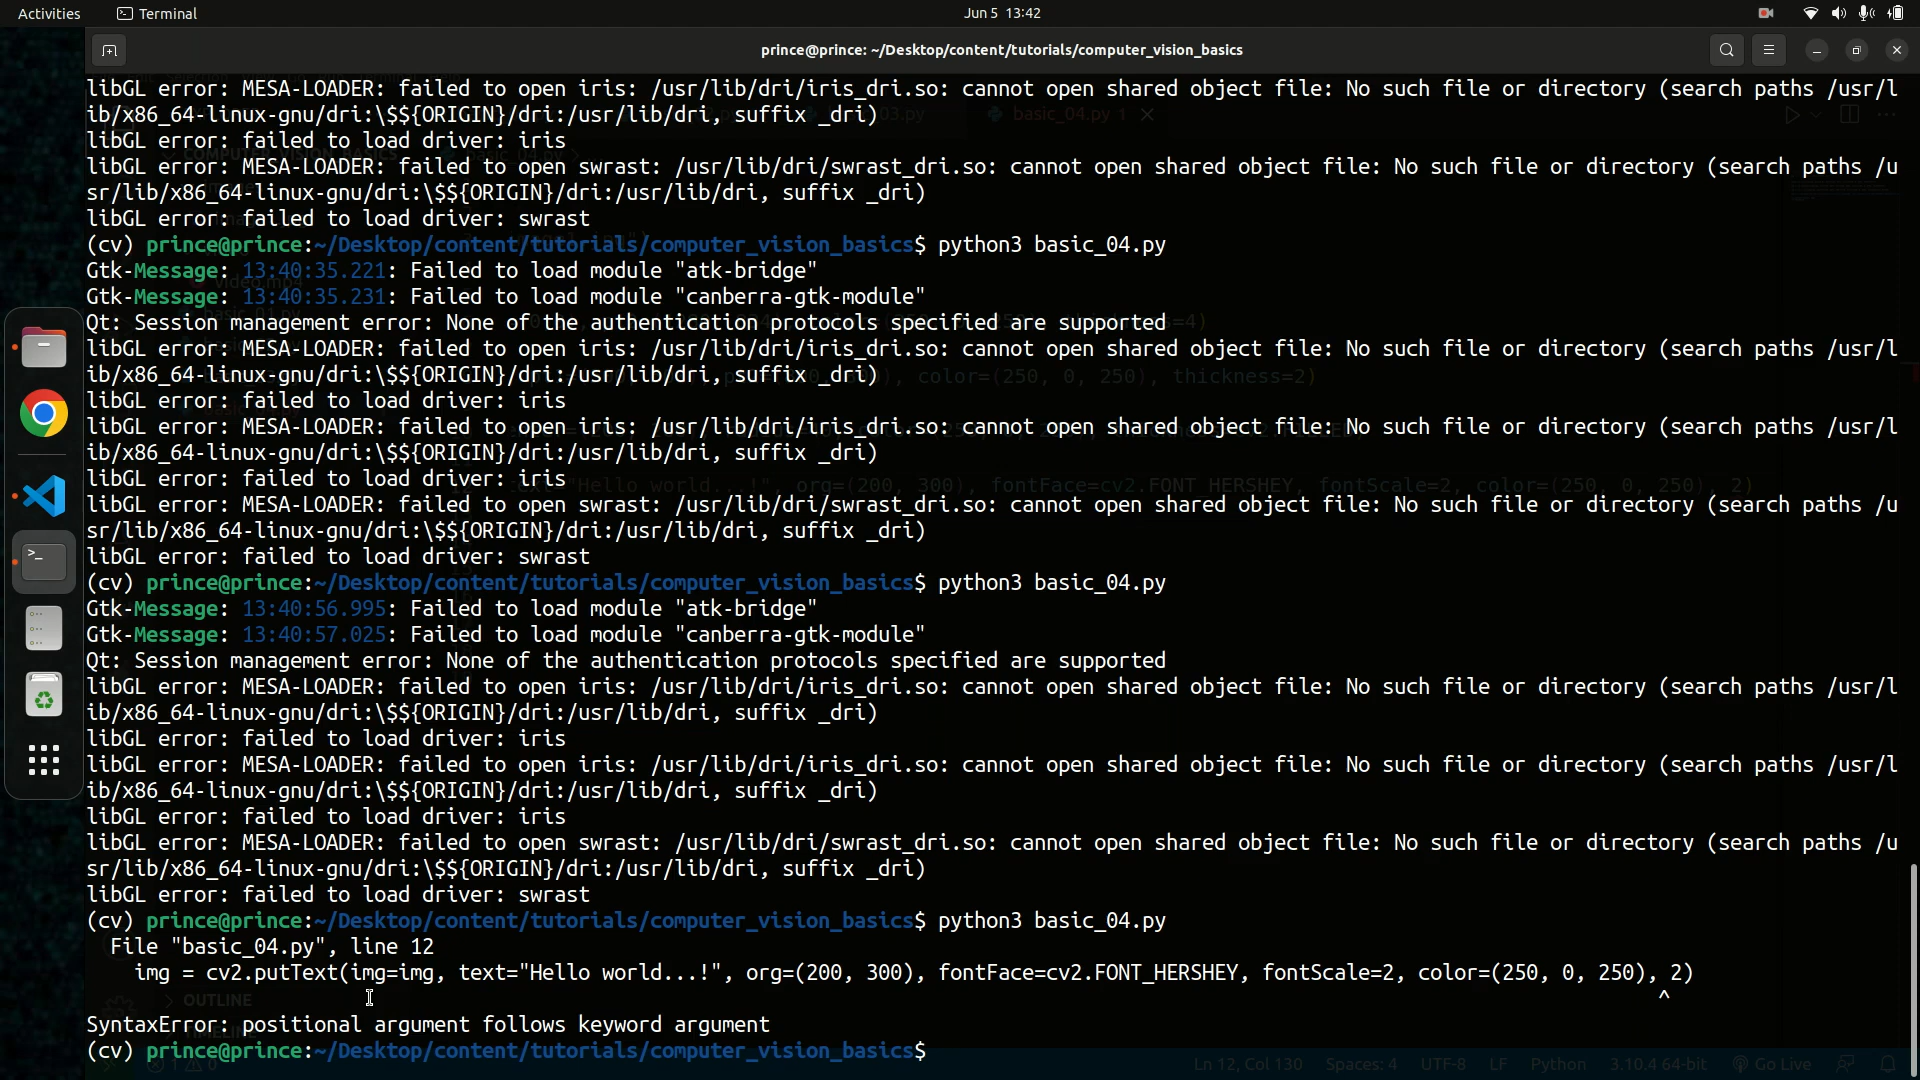 Activities
Terminal
Jun 5 13:42
prince@prince: ~/Desktop/content/tutorials/computer_vision_basics
libGL error: MESA-LOADER: failed to open iris: /usr/lib/dri/iris_dri.so: cannot open shared object file: No such file or directory (search paths /usr/l
ib/x86_64-linux-gnu/dri:\$${ORIGIN}/dri:/usr/lib/dri, suffix _dri)
libGL error: failed to load driver: iris
libGL error: MESA-LOADER: failed to open swrast: /usr/lib/dri/swrast_dri.so: cannot open shared object file: No such file or directory (search paths /u
sr/lib/x86_64-linux-gnu/dri:\$${ORIGIN}/dri:/usr/lib/dri, suffix _dri)
libGL error: failed to load driver: swrast
(cv) prince@prince:~/Desktop/content/tutorials/computer_vision_basics$ python3 basic_04.py
Gtk-Message: 13:40:35.221: Failed to load module "atk-bridge"
Gtk-Message: 13:40:35.231: Failed to load module "canberra-gtk-module"
Qt: Session management error: None of the authentication protocols specified are supported
libGL error: MESA-LOADER: failed to open iris: /usr/lib/dri/iris_dri.so: cannot open shared object file: No such file or directory (search paths /usr/l
ib/x86_64-linux-gnu/dri:\$${ORIGIN}/dri:/usr/lib/dri, suffix _dri)
libGL error: failed to load driver: iris
libGL error: MESA-LOADER: failed to open iris: /usr/lib/dri/iris_dri.so: cannot open shared object file: No such file or directory (search paths /usr/l
ib/x86_64-linux-gnu/dri:\$${ORIGIN}/dri:/usr/lib/dri, suffix _dri)
libGL error: failed to load driver: iris
libGL error: MESA-LOADER: failed to open swrast: /usr/lib/dri/swrast_dri.so: cannot open shared object file: No such file or directory (search paths /u
sr/lib/x86_64-linux-gnu/dri:\$${ORIGIN}/dri:/usr/lib/dri, suffix _dri)
libGL error: failed to load driver: swrast
(cv) prince@prince:~/Desktop/content/tutorials/computer_vision_basics$ python3 basic_04.py
Gtk-Message: 13:40:56.995: Failed to load module "atk-bridge"
Gtk-Message: 13:40:57.025: Failed to load module "canberra-gtk-module"
Qt: Session management error: None of the authentication protocols specified are supported
libGL error: MESA-LOADER: failed to open iris: /usr/lib/dri/iris_dri.so: cannot open shared object file: No such file or directory (search paths /usr/l
ib/x86_64-linux-gnu/dri:\$${ORIGIN}/dri:/usr/lib/dri, suffix _dri)
libGL error: failed to load driver: iris
libGL error: MESA-LOADER: failed to open iris: /usr/lib/dri/iris_dri.so: cannot open shared object file: No such file or directory (search paths /usr/l
ib/x86_64-linux-gnu/dri:\$${ORIGIN}/dri:/usr/lib/dri, suffix _dri)
libGL error: failed to load driver: iris
libGL error: MESA-LOADER: failed to open swrast: /usr/lib/dri/swrast_dri.so: cannot open shared object file: No such file or directory (search paths /u
sr/lib/x86_64-linux-gnu/dri:\$${ORIGIN}/dri:/usr/lib/dri, suffix _dri)
libGL error: failed to load driver: swrast
(cv) prince@prince:~/Desktop/content/tutorials/computer_vision_basics$ python3 basic_04.py
File "basic_04.py", line 12
img = cv2.putText(img=img, text="Hello world...!", org=(200, 300), fontFace=cv2.FONT_HERSHEY, fontScale=2, color=(250, 0, 250), 2)
^
SyntaxError: positional argument follows keyword argument
(cv) prince@prince:~/Desktop/content/tutorials/computer_vision_basics$
Ln 12, Col 130 Spaces: 4 UTF-8 LF Python 3.10.4 64-bit Go Live